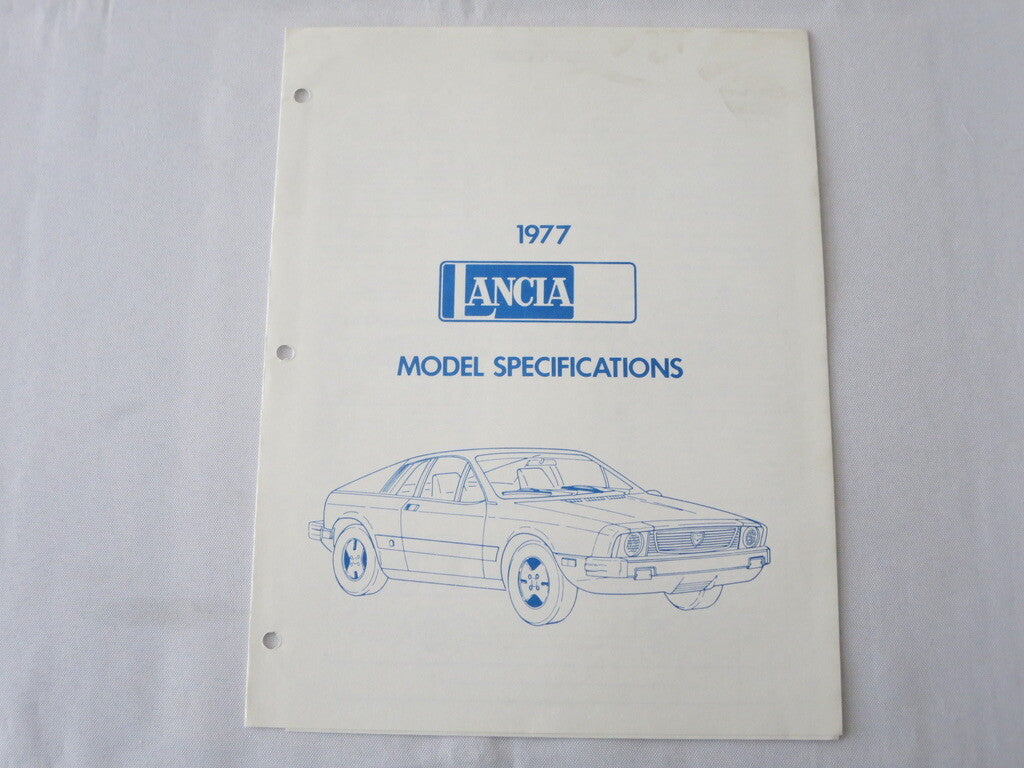 1977
LANCIA
MODEL SPECIFICATIONS